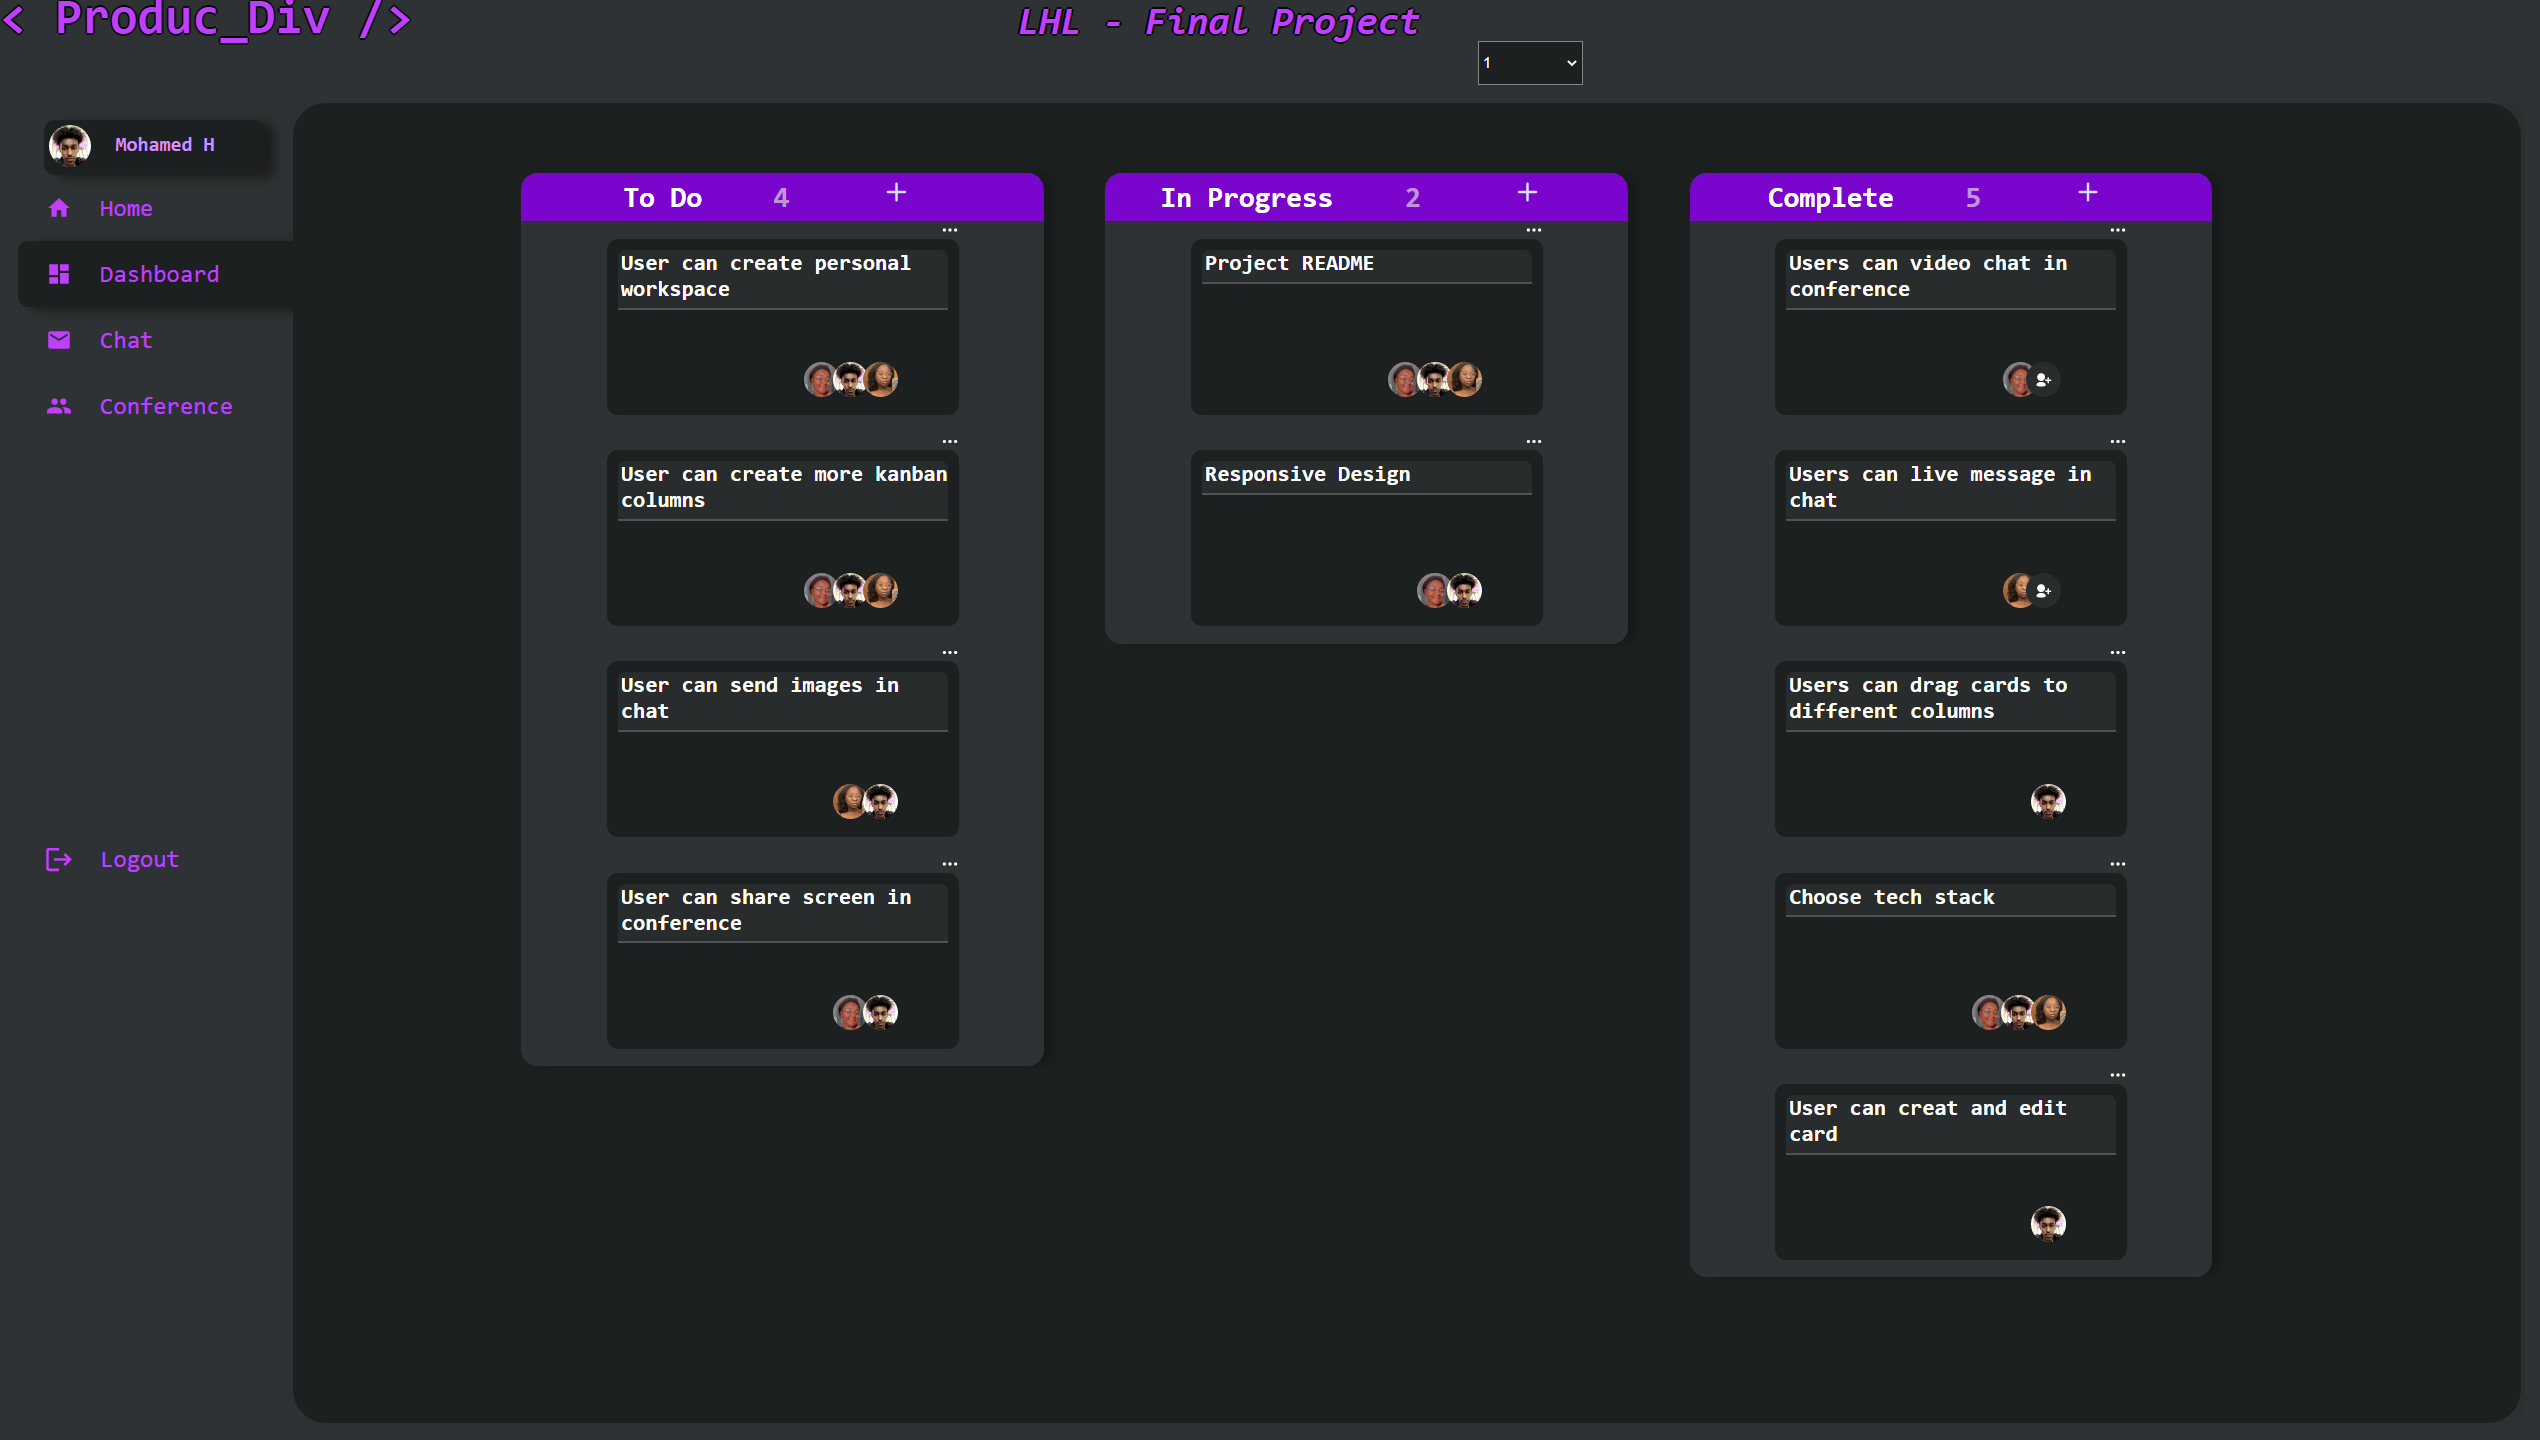 < Produc_Div />
LHL - Final Project
1
Mohamed H
Home
Dashboard
Chat
Conference
Logout
To Do 4 +
User can create personal
workspace
User can create more kanban
columns
User can send images in
chat
User can share screen in
conference
In Progress 2 +
Project README
Responsive Design
Complete 5 +
Users can video chat in
conference
Users can live message in
chat
Users can drag cards to
different columns
Choose tech stack
User can creat and edit
card